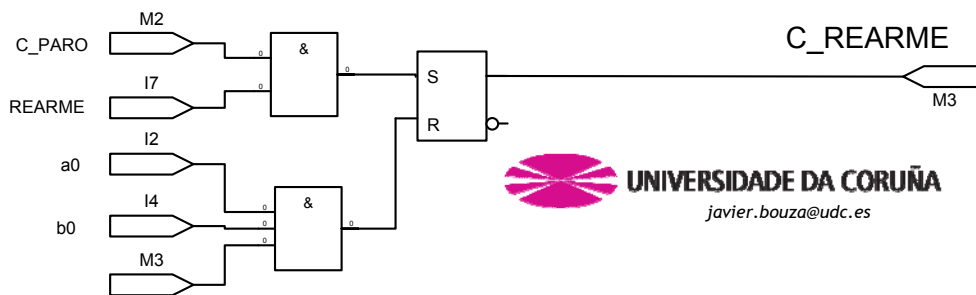 M2
C_PARO
0
&
0
I7
REARME
0
S
R
C_REARME
M3
I2
a0
0
&
0
I4
b0
0
0
M3
UNIVERSIDADE DA CORUÑA
javier.bouza@udc.es